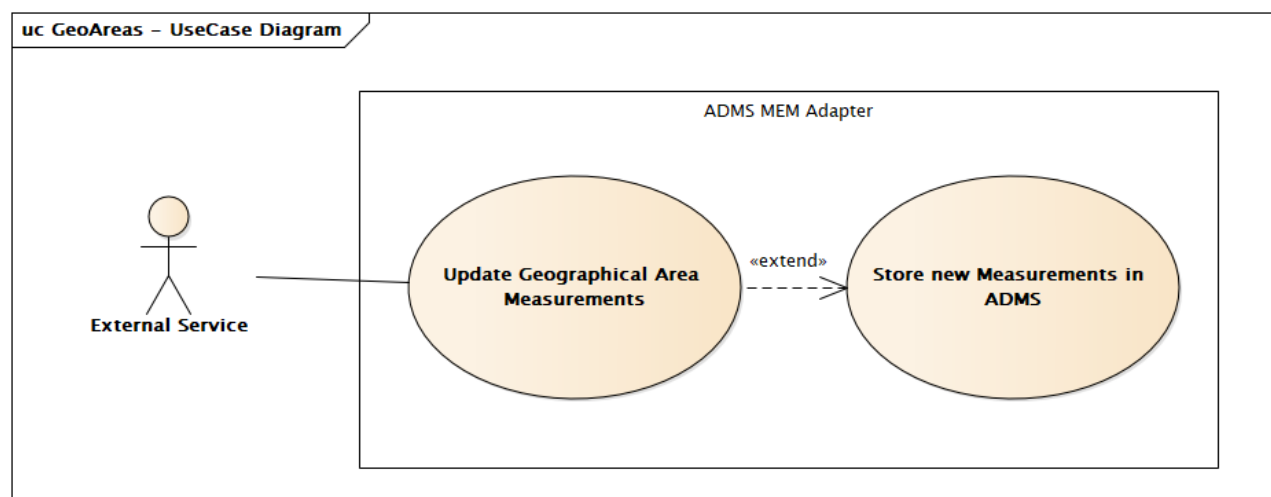 uc GeoAreas - UseCase Diagram
ADMS MEM Adapter
Update Geographical Area
Measurements
«extend»
Store new Measurements in
ADMS
External Service